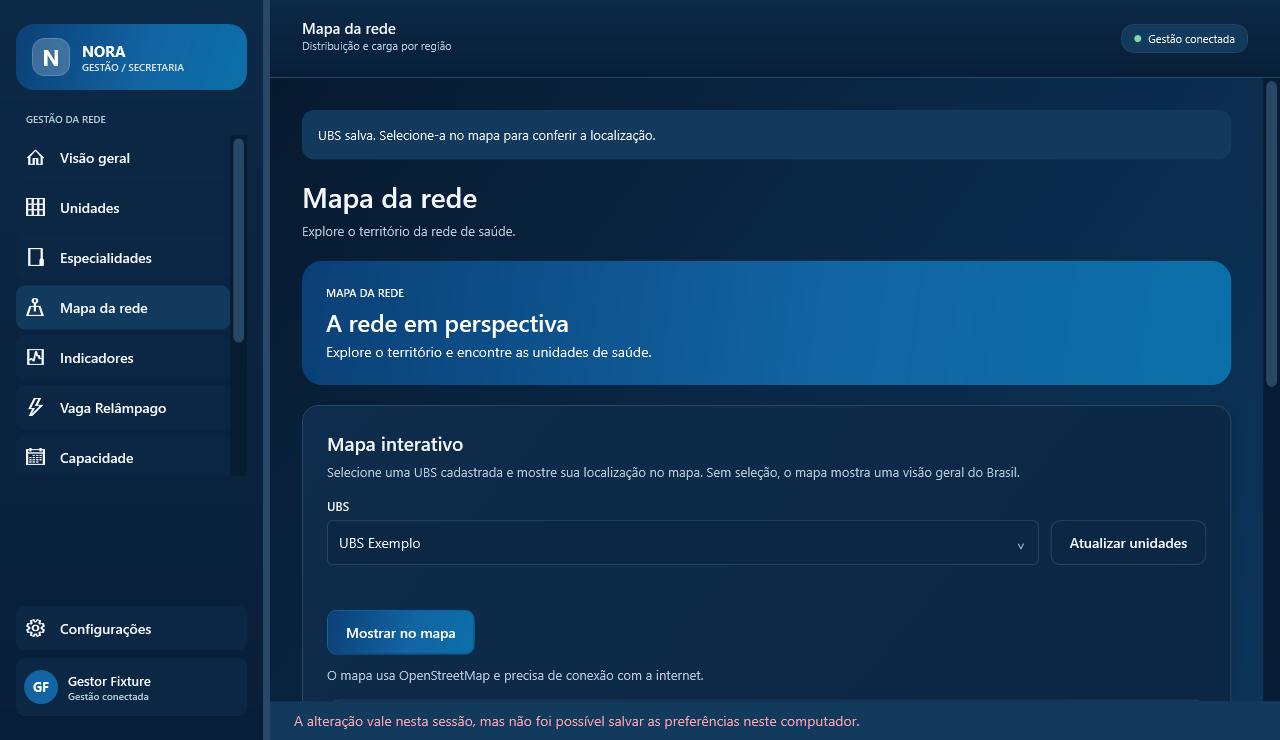 N
NORA
GESTÃO / SECRETARIA
GESTÃO DA REDE
Visão geral
Unidades
Especialidades
Mapa da rede
Indicadores
Vaga Relâmpago
Capacidade
Configurações
GF
Gestor Fixture
Gestão conectada
Mapa da rede
Distribuição e carga por região
Gestão conectada
UBS salva. Selecione-a no mapa para conferir a localização.
Mapa da rede
Explore o território da rede de saúde.
MAPA DA REDE
A rede em perspectiva
Explore o território e encontre as unidades de saúde.
Mapa interativo
Selecione uma UBS cadastrada e mostre sua localização no mapa. Sem seleção, o mapa mostra uma visão geral do Brasil.
UBS
UBS Exemplo
Atualizar unidades
Mostrar no mapa
O mapa usa OpenStreetMap e precisa de conexão com a internet.
A alteração vale nesta sessão, mas não foi possível salvar as preferências neste computador.